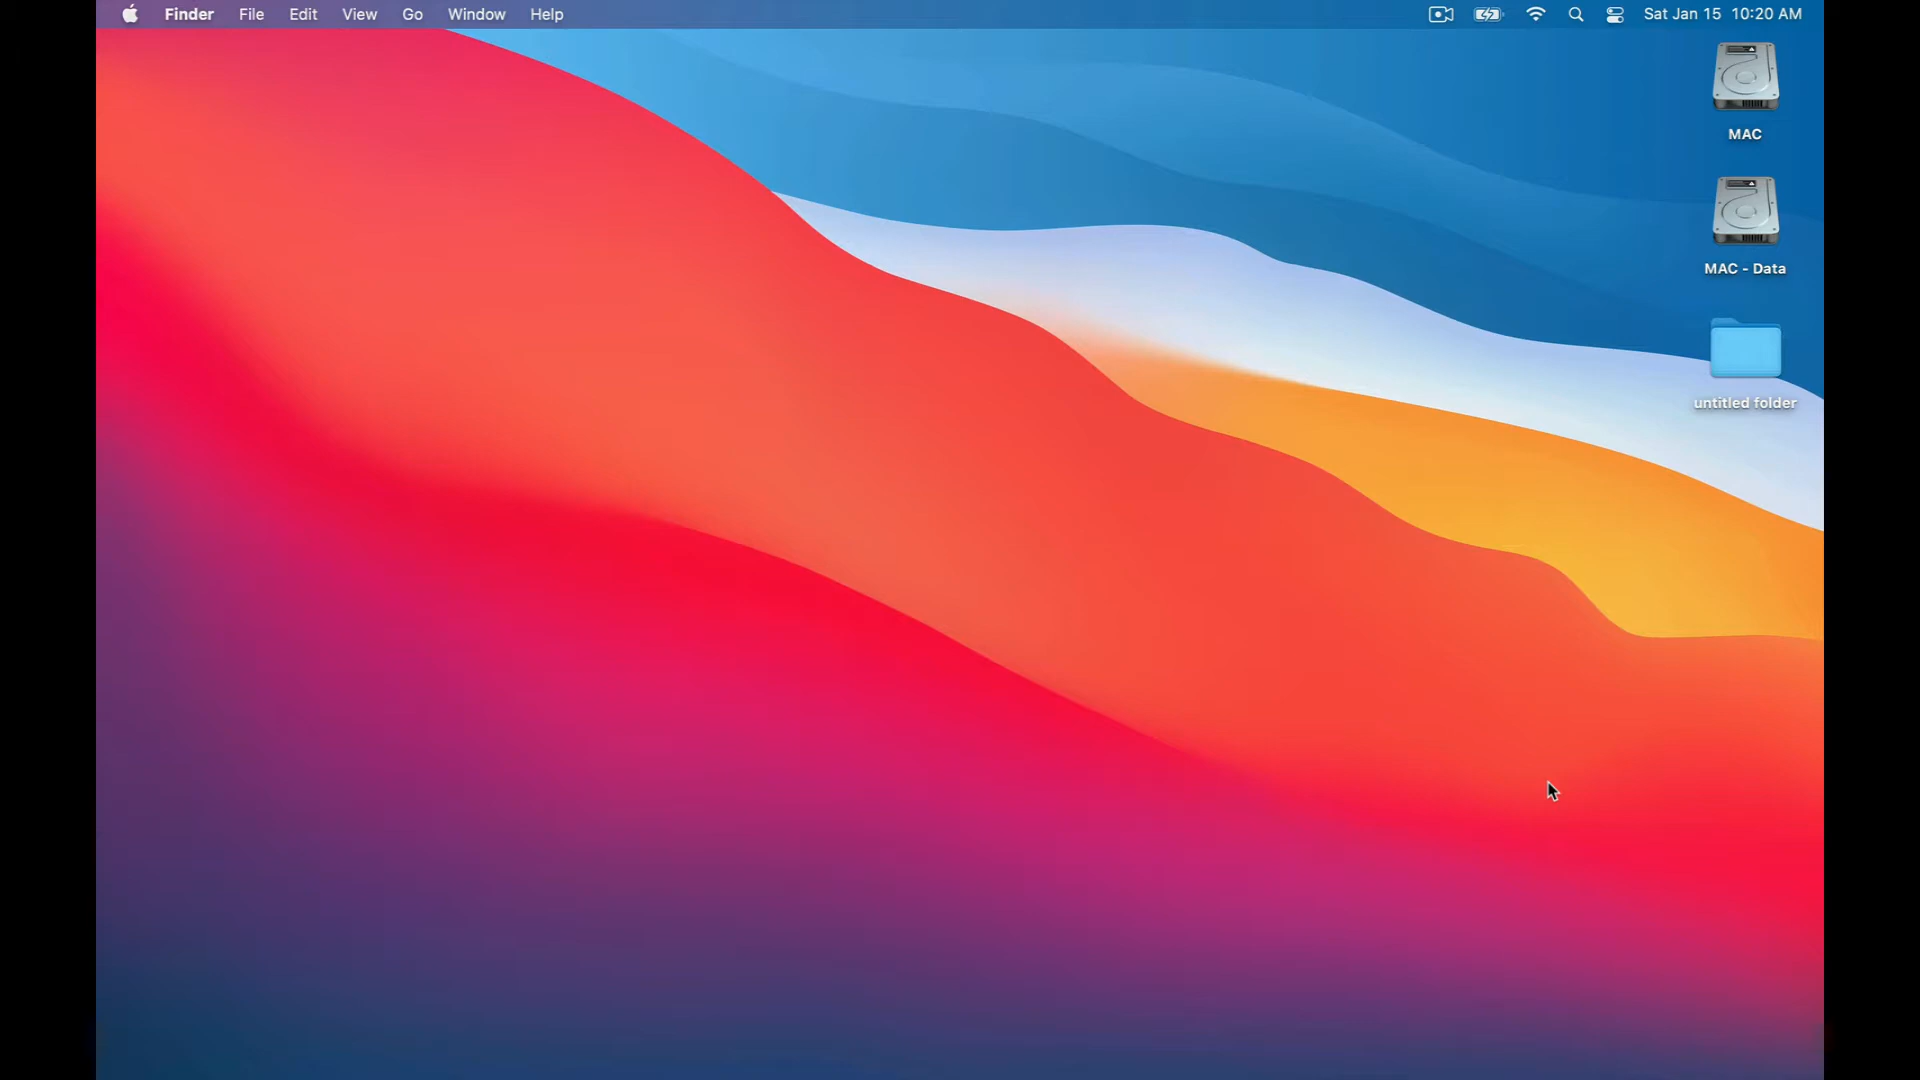 Finder File Edit View Go Window Help Sat Jan 15 10:20 AM
MAC
MAC - Data
untitled folder